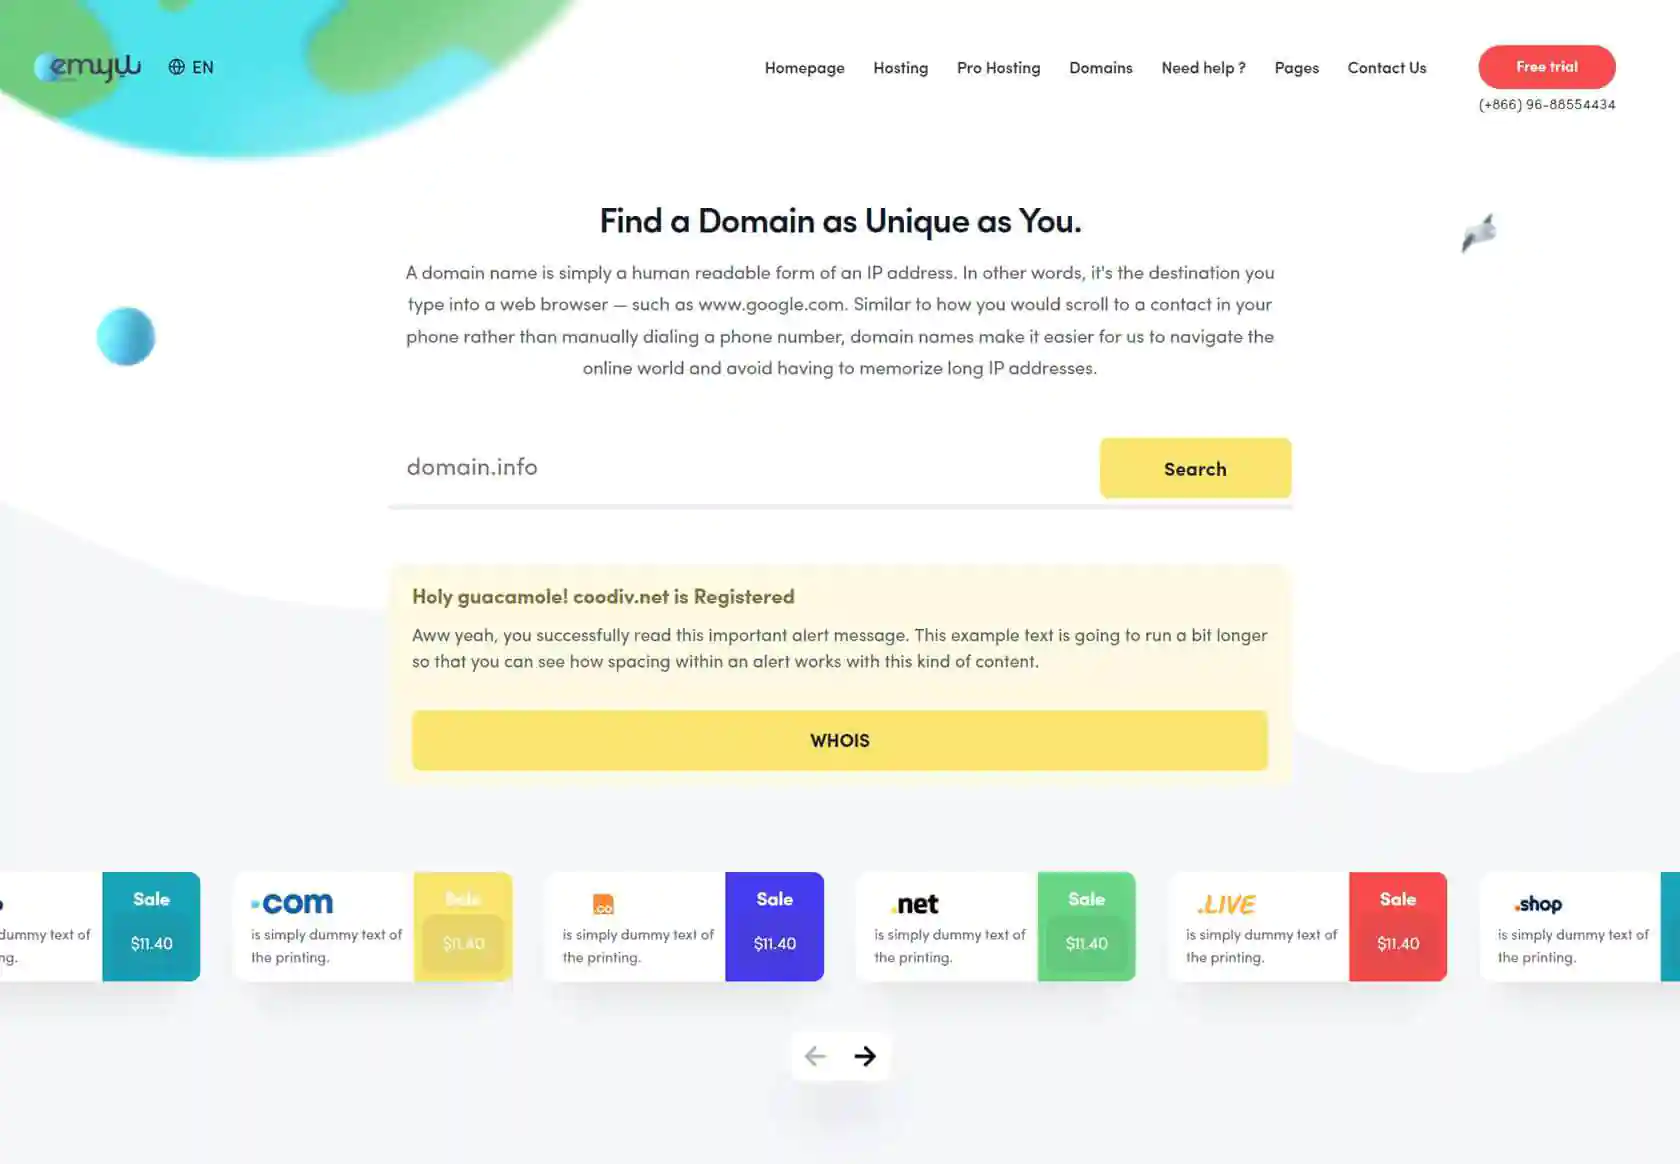 EN
Homepage
Hosting
Pro Hosting
Domains
Need help ?
Pages
Contact Us
Free trial
(+866) 96-88554434
Find a Domain as Unique as You.
A domain name is simply a human readable form of an IP address. In other words, it's the destination you
type into a web browser — such as www.google.com. Similar to how you would scroll to a contact in your
phone rather than manually dialing a phone number, domain names make it easier for us to navigate the
online world and avoid having to memorize long IP addresses.
domain.info
Search
Holy guacamole! coodiv.net is Registered
Aww yeah, you successfully read this important alert message. This example text is going to run a bit longer
so that you can see how spacing within an alert works with this kind of content.
WHOIS
dummy text of
ng.
Sale
$11.40
.com
is simply dummy text of
the printing.
Sale
$11.40
.co
is simply dummy text of
the printing.
Sale
$11.40
.net
is simply dummy text of
the printing.
Sale
$11.40
.LIVE
is simply dummy text of
the printing.
Sale
$11.40
.shop
is simply dummy text of
the printing.